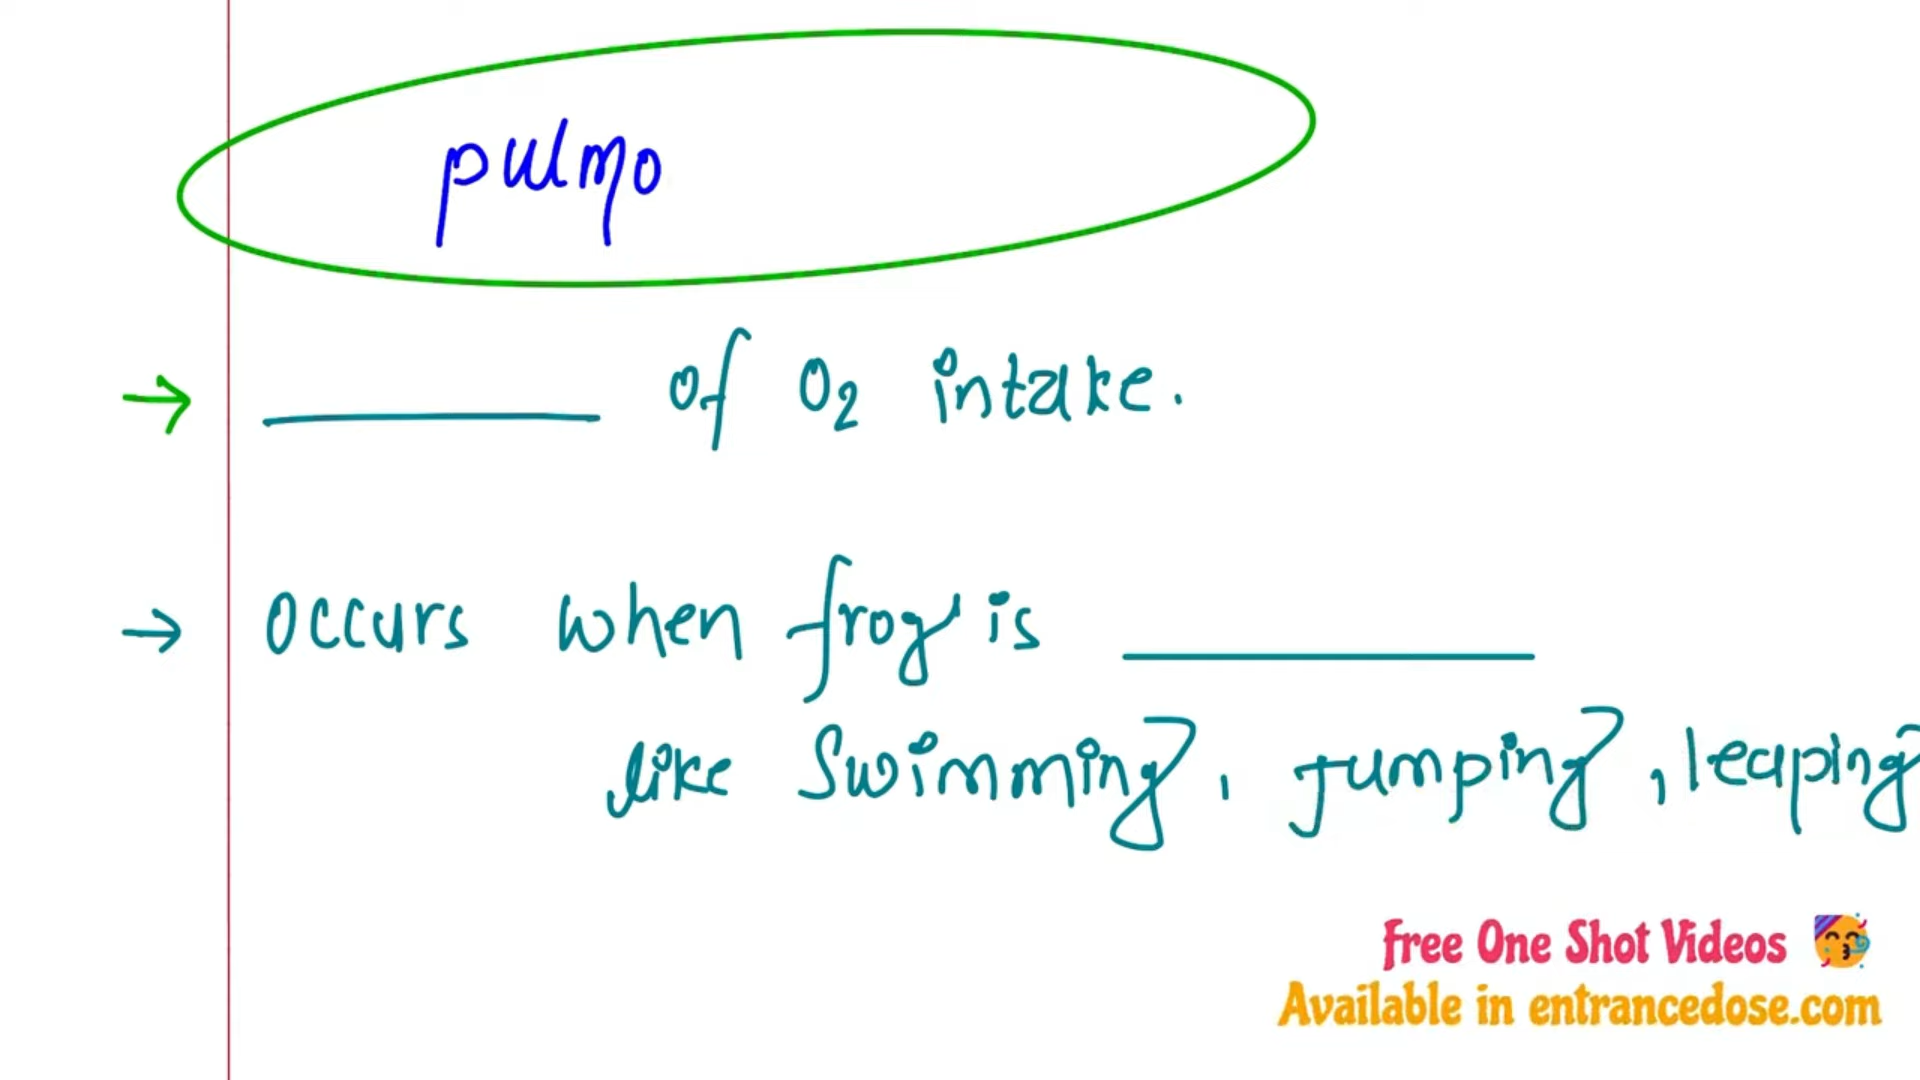 pulmo
→ ________ of O₂ intake.
→ occurs when frog is ________
like swimming, jumping, leaping
Free One Shot Videos 🥳
Available in entrancedose.com